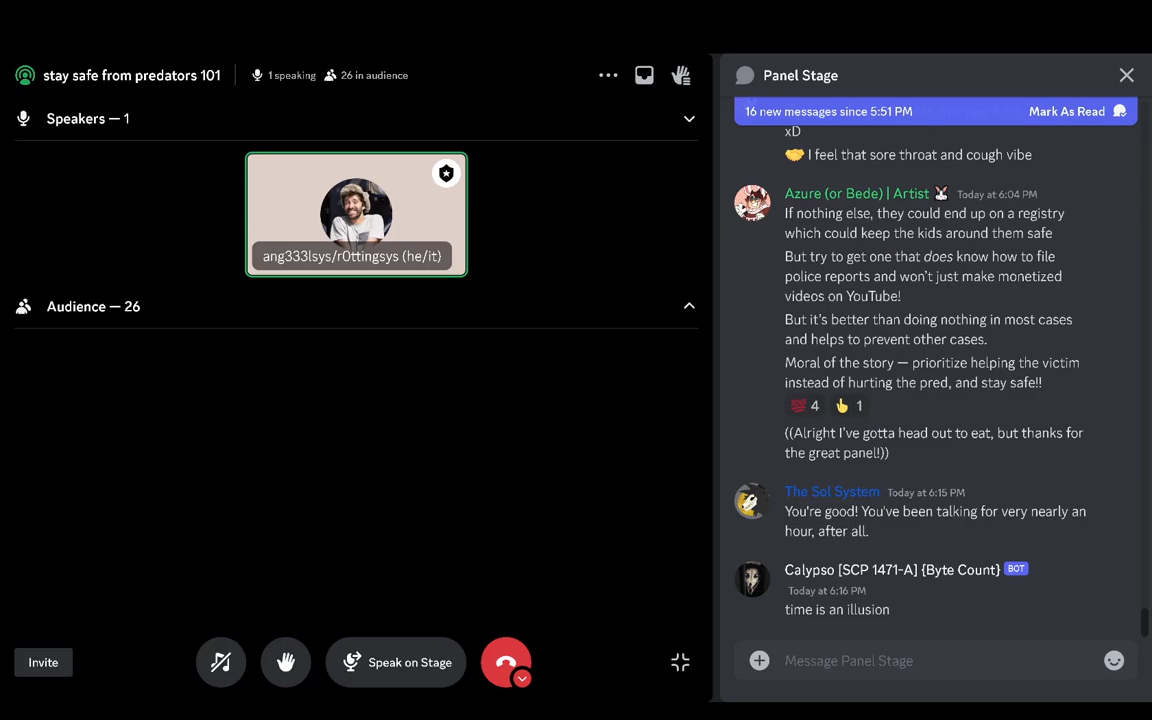 stay safe from predators 101
1 speaking
26 in audience
Speakers — 1
ang333lsys/r0ttingsys (he/it)
Audience — 26
Invite
Speak on Stage
Panel Stage
16 new messages since 5:51 PM
Mark As Read
xD
🤝 I feel that sore throat and cough vibe
Azure (or Bede) | Artist 🐰 Today at 6:04 PM
If nothing else, they could end up on a registry
which could keep the kids around them safe
But try to get one that does know how to file
police reports and won't just make monetized
videos on YouTube!
But it's better than doing nothing in most cases
and helps to prevent other cases.
Moral of the story — prioritize helping the victim
instead of hurting the pred, and stay safe!!
💯 4 👆 1
((Alright I've gotta head out to eat, but thanks for
the great panel!))
The Sol System Today at 6:15 PM
You're good! You've been talking for very nearly an
hour, after all.
Calypso [SCP 1471-A] {Byte Count} BOT
Today at 6:16 PM
time is an illusion
Message Panel Stage